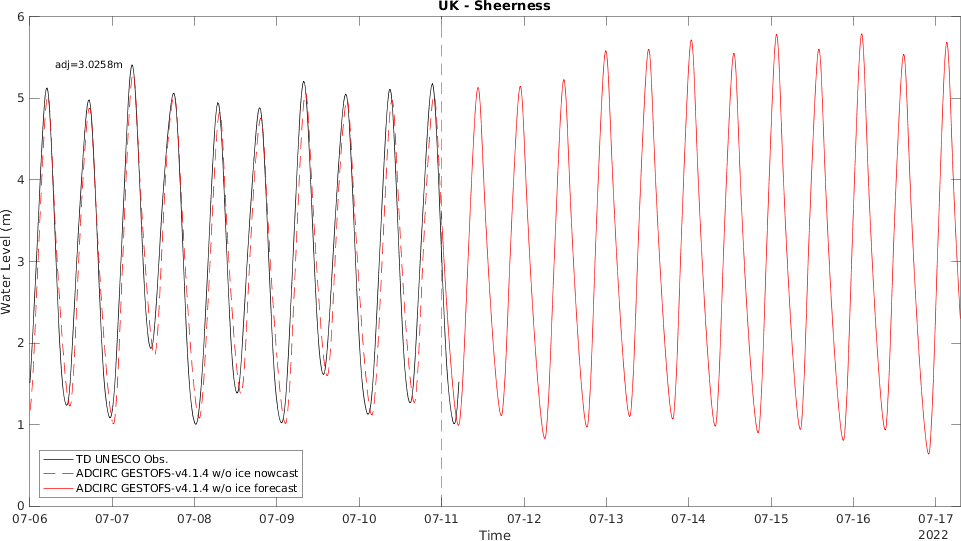 UK - Sheerness
6
adj=3.0258m
5
4
3
2
1
0
Water Level (m)
TD UNESCO Obs.
ADCIRC GESTOFS-v4.1.4 w/o ice nowcast
ADCIRC GESTOFS-v4.1.4 w/o ice forecast
07-06 07-07 07-08 07-09 07-10 07-11 07-12 07-13 07-14 07-15 07-16 07-17
Time
2022